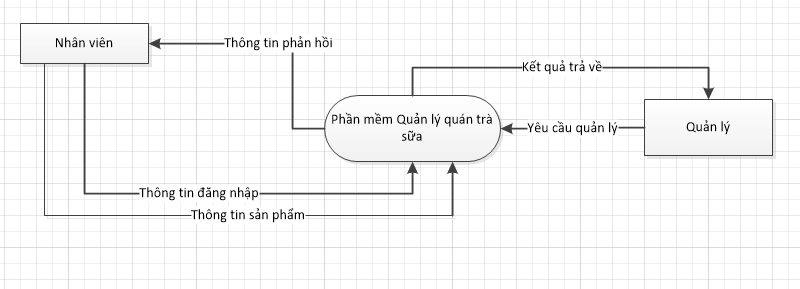 Nhân viên
Thông tin phản hồi
Kết quả trả về
Phần mềm Quản lý quán trà
sữa
Yêu cầu quản lý
Quản lý
Thông tin đăng nhập
Thông tin sản phẩm